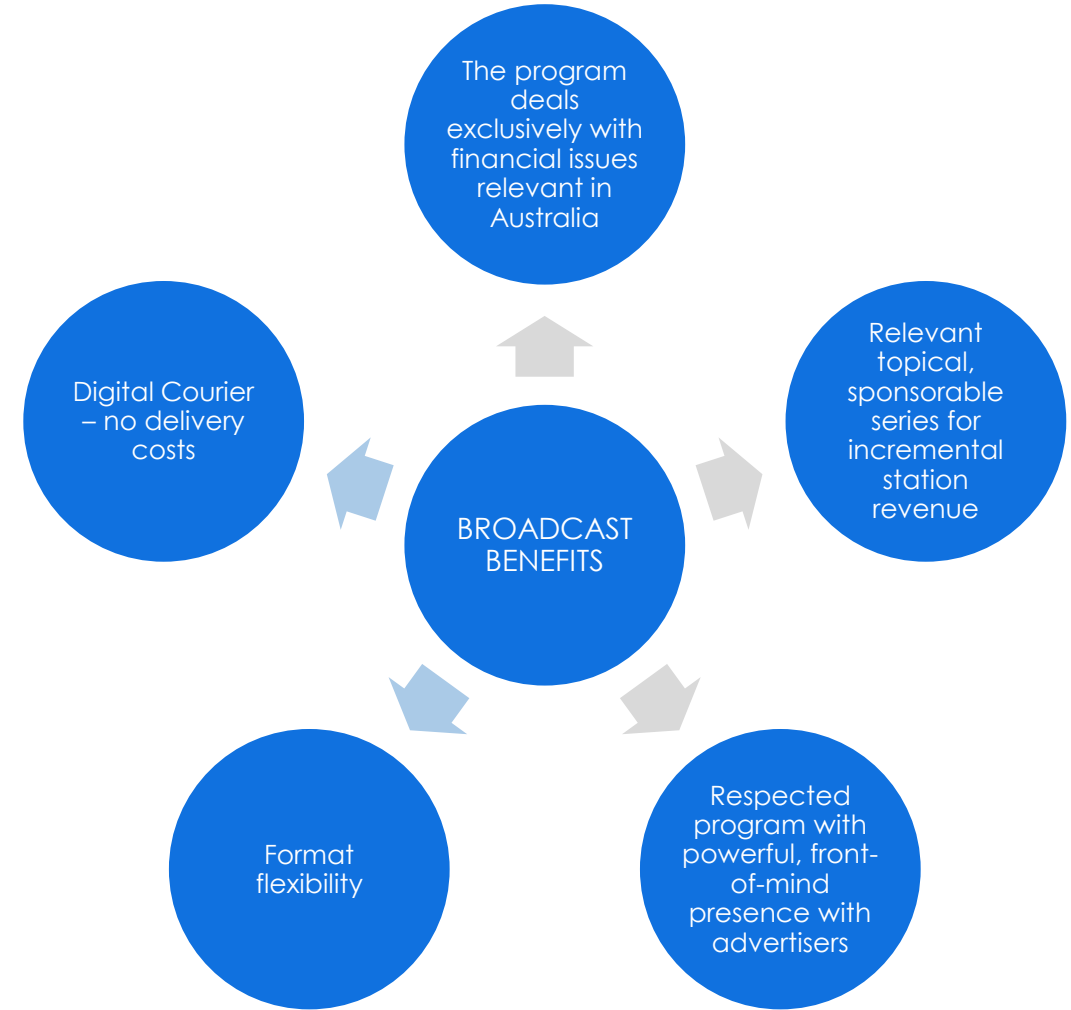 The program
deals
exclusively with
financial issues
relevant in
Australia
Relevant
topical,
sponsorable
series for
incremental
station
revenue
Respected
program with
powerful, front-
of-mind
presence with
advertisers
Format
flexibility
Digital Courier
– no delivery
costs
BROADCAST
BENEFITS